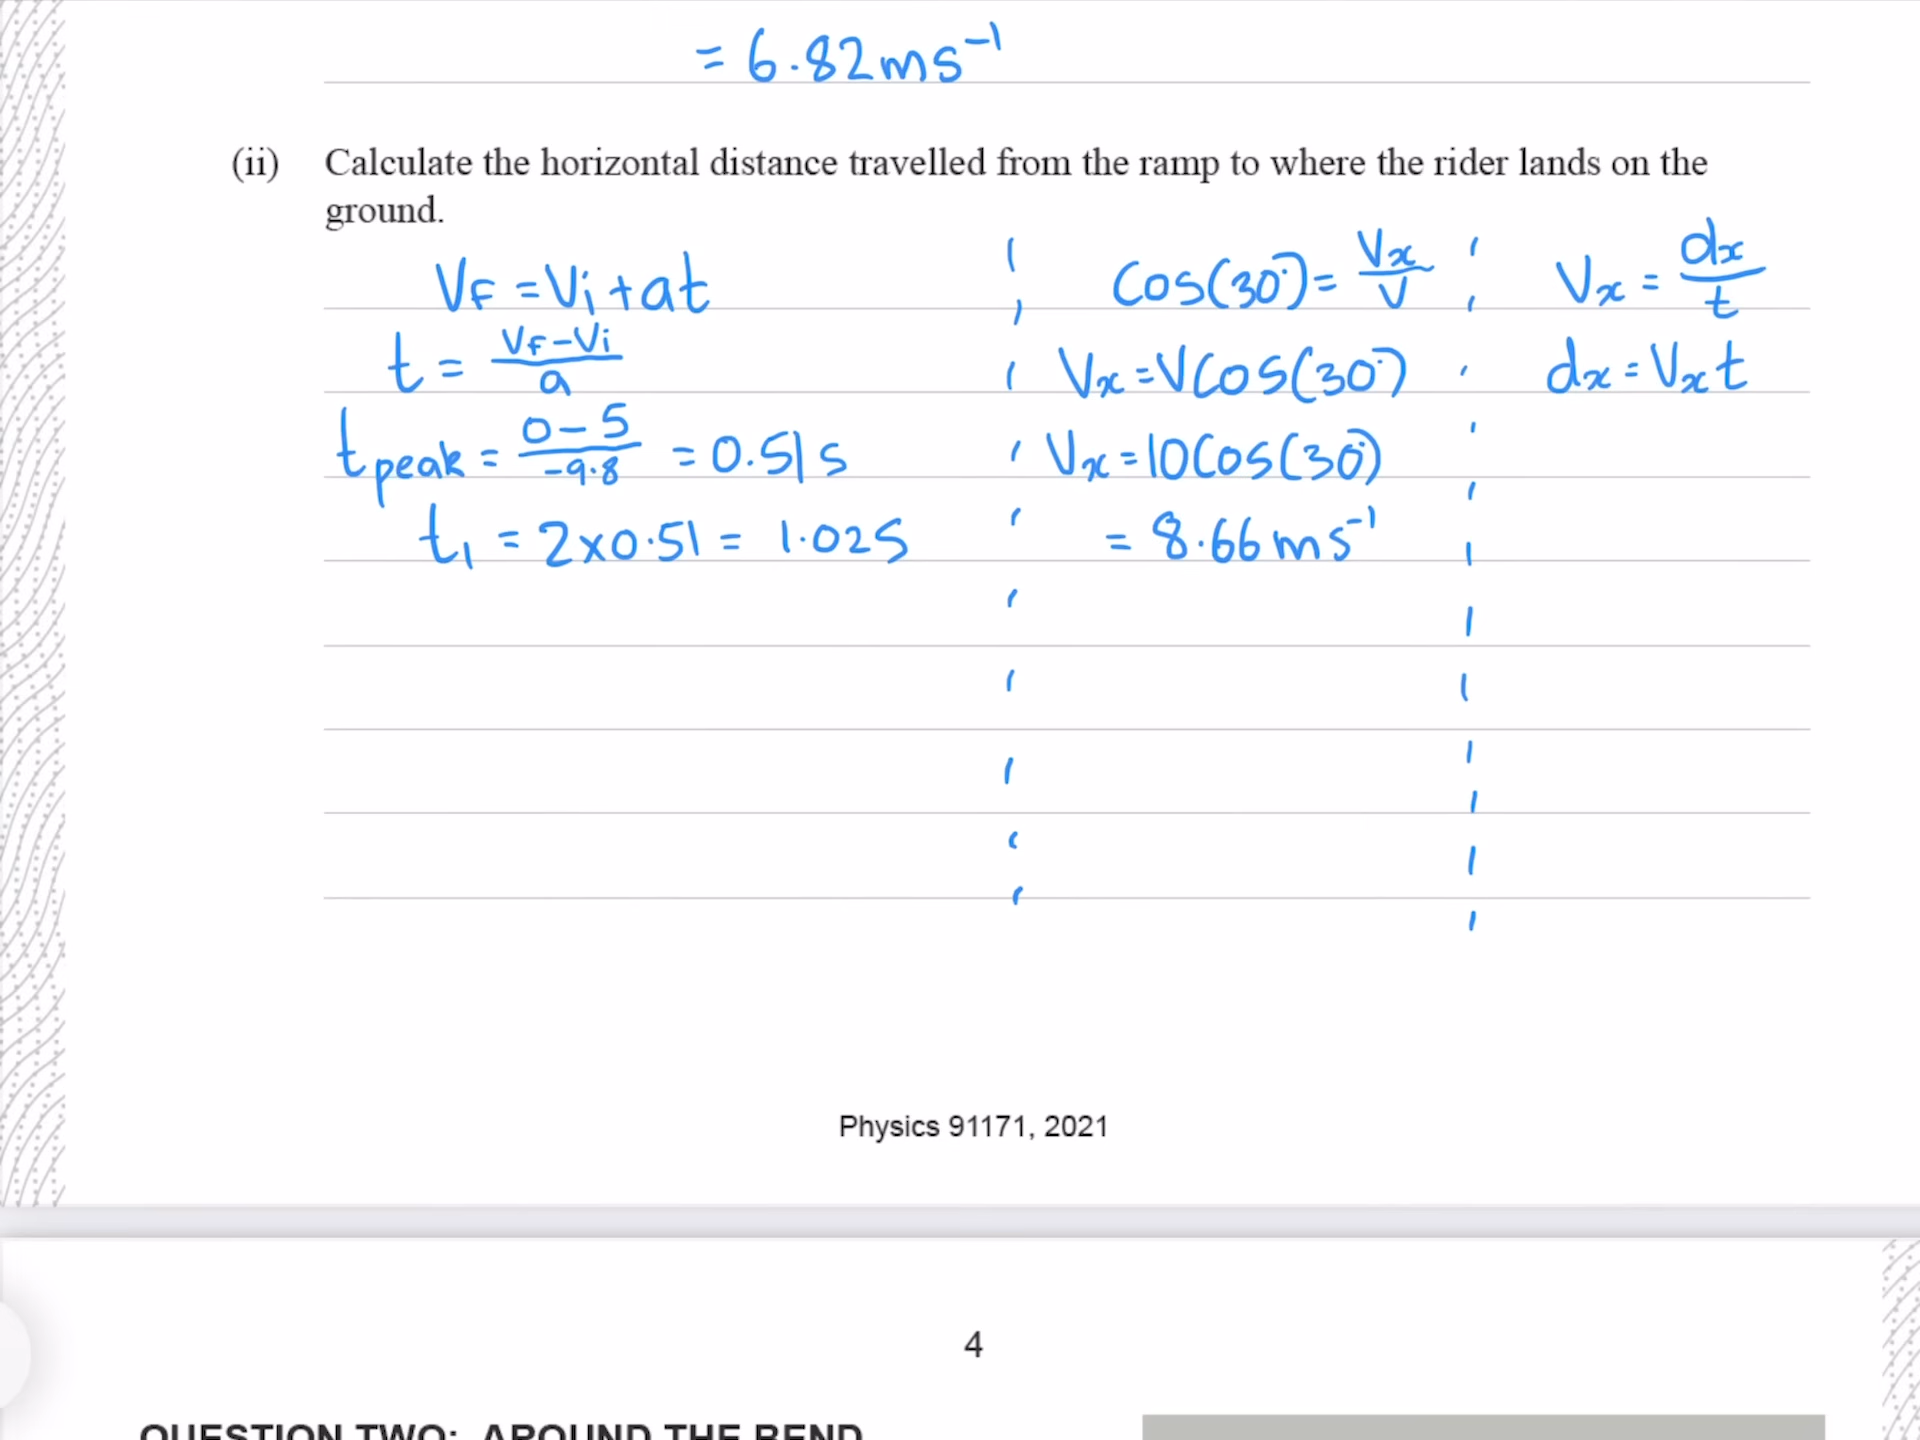 = 6.82ms⁻¹
(ii) Calculate the horizontal distance travelled from the ramp to where the rider lands on the
ground.
VF = Vi + at
t = VF - Vi / a
tpeak = 0 - 5 / -9.8 = 0.51 s
t₁ = 2x0.51 = 1.02s
Cos(30°) = Vx / V
Vx = VCos(30°)
Vx = 10Cos(30°)
= 8.66ms⁻¹
Vx = dx / t
dx = Vxt
Physics 91171, 2021
4
QUESTION TWO: AROUND THE BEND